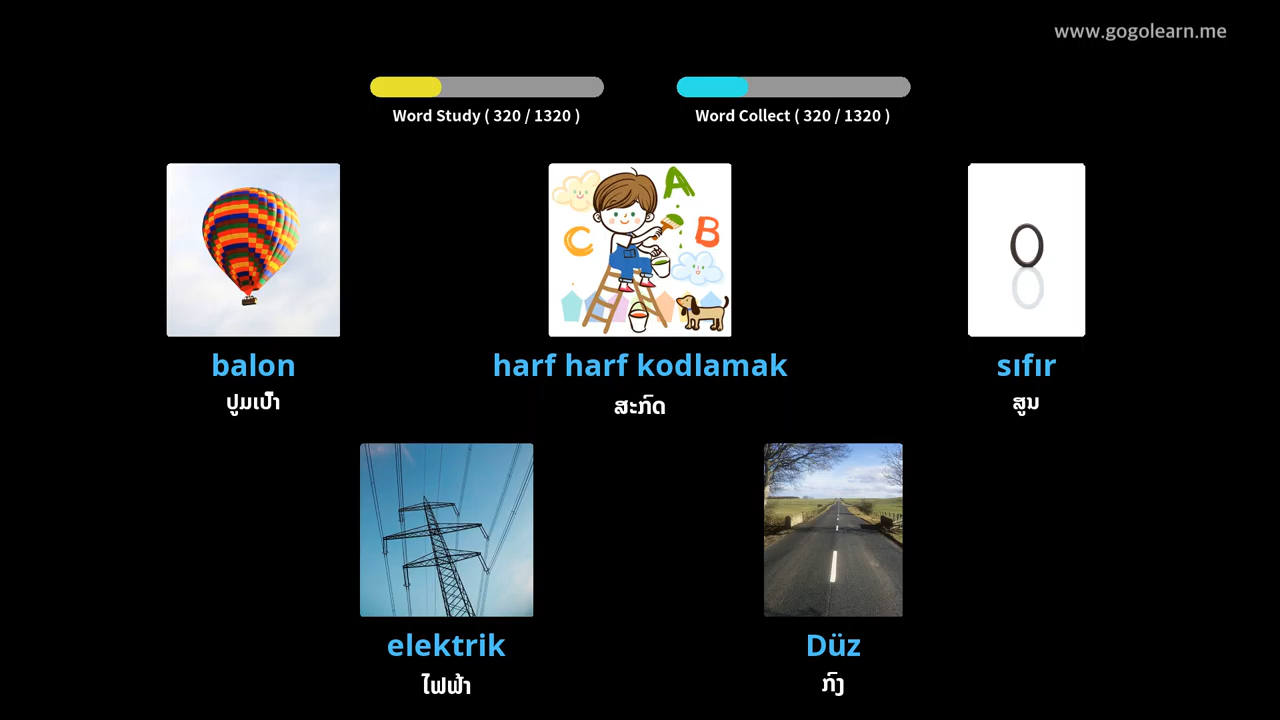 www.gogolearn.me
Word Study ( 320 / 1320 )
Word Collect ( 320 / 1320 )
A
B
C
0
balon
harf harf kodlamak
sıfır
ປູມເປົ້າ
ສະກົດ
ສູນ
elektrik
Düz
ໄຟຟ້າ
ກົງ